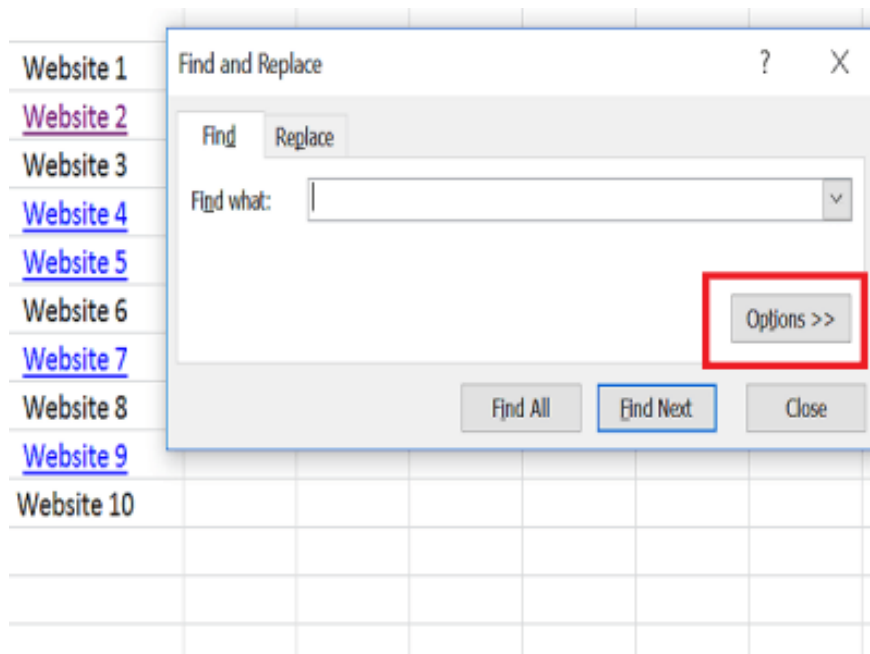 Website 1
Website 2
Website 3
Website 4
Website 5
Website 6
Website 7
Website 8
Website 9
Website 10
Find and Replace ? X
Find Replace
Find what:
Options >>
Find All Find Next Close